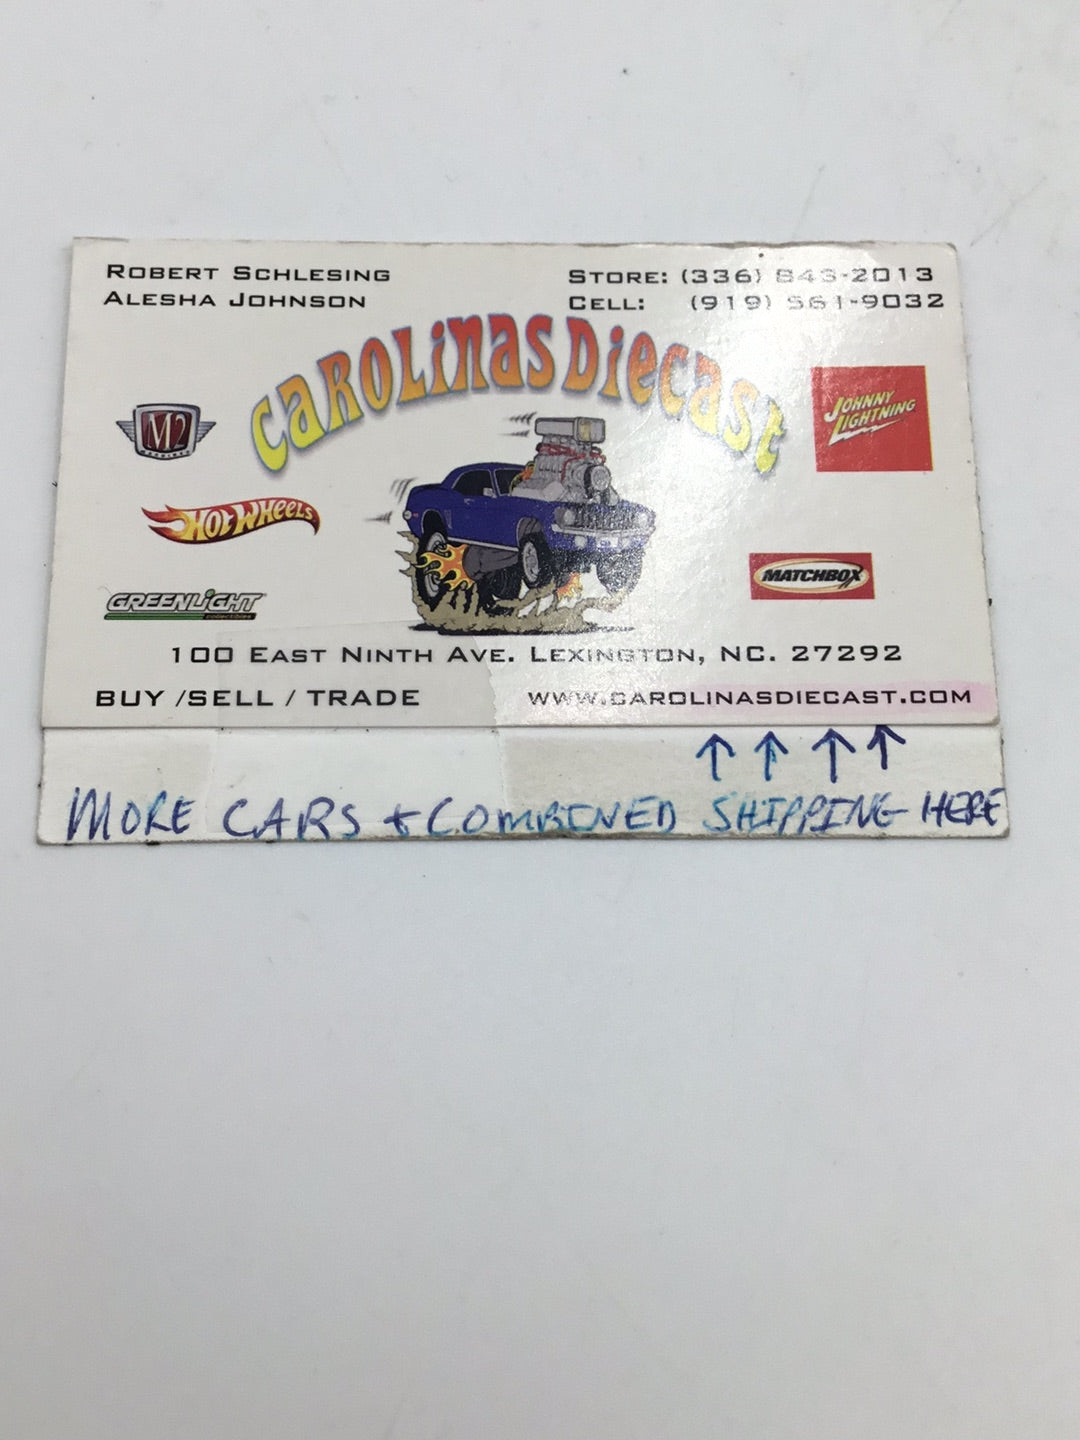 Robert Schlesing
Alesha Johnson
Store: (336) 843-2013
Cell: (919) 561-9032
Carolinas Diecast
M2
Johnny Lightning
Hot Wheels
Matchbox
GreenLight
100 East Ninth Ave. Lexington, NC. 27292
BUY /SELL / TRADE
www.carolinasdiecast.com
↑ ↑ ↑ ↑
MORE CARS + COMBINED SHIPPING HERE